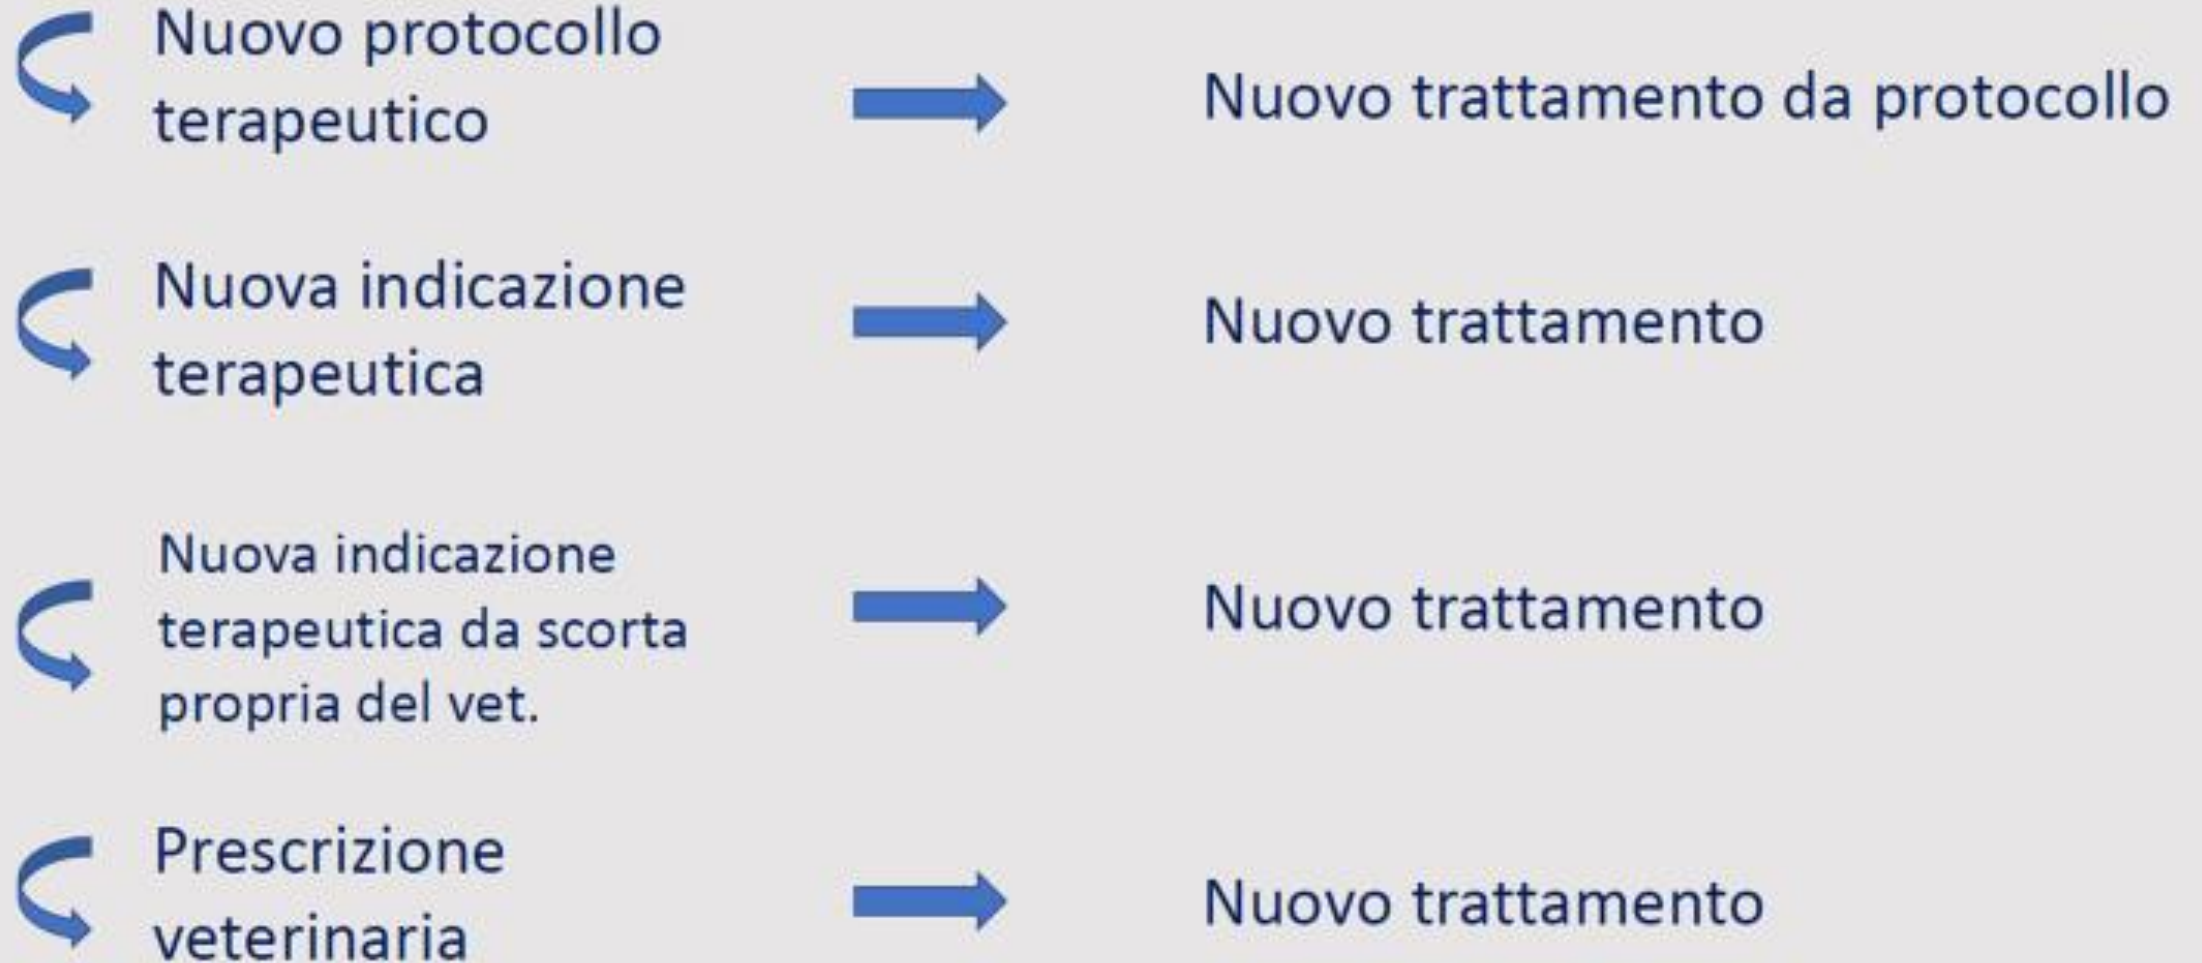 Nuovo protocollo
terapeutico
Nuovo trattamento da protocollo
Nuova indicazione
terapeutica
Nuovo trattamento
Nuova indicazione
terapeutica da scorta
propria del vet.
Nuovo trattamento
Prescrizione
veterinaria
Nuovo trattamento